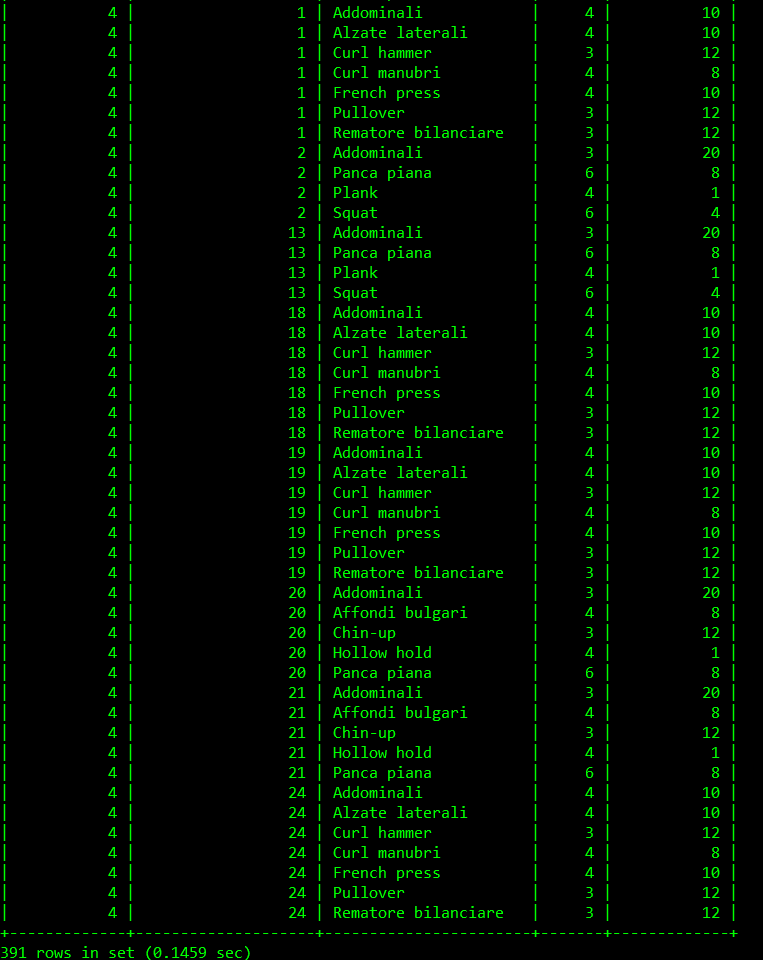 | 4 | 1 | Addominali | 4 | 10 |
| 4 | 1 | Alzate laterali | 4 | 10 |
| 4 | 1 | Curl hammer | 3 | 12 |
| 4 | 1 | Curl manubri | 4 | 8 |
| 4 | 1 | French press | 4 | 10 |
| 4 | 1 | Pullover | 3 | 12 |
| 4 | 1 | Rematore bilanciare | 3 | 12 |
| 4 | 2 | Addominali | 3 | 20 |
| 4 | 2 | Panca piana | 6 | 8 |
| 4 | 2 | Plank | 4 | 1 |
| 4 | 2 | Squat | 6 | 4 |
| 4 | 13 | Addominali | 3 | 20 |
| 4 | 13 | Panca piana | 6 | 8 |
| 4 | 13 | Plank | 4 | 1 |
| 4 | 13 | Squat | 6 | 4 |
| 4 | 18 | Addominali | 4 | 10 |
| 4 | 18 | Alzate laterali | 4 | 10 |
| 4 | 18 | Curl hammer | 3 | 12 |
| 4 | 18 | Curl manubri | 4 | 8 |
| 4 | 18 | French press | 4 | 10 |
| 4 | 18 | Pullover | 3 | 12 |
| 4 | 18 | Rematore bilanciare | 3 | 12 |
| 4 | 19 | Addominali | 4 | 10 |
| 4 | 19 | Alzate laterali | 4 | 10 |
| 4 | 19 | Curl hammer | 3 | 12 |
| 4 | 19 | Curl manubri | 4 | 8 |
| 4 | 19 | French press | 4 | 10 |
| 4 | 19 | Pullover | 3 | 12 |
| 4 | 19 | Rematore bilanciare | 3 | 12 |
| 4 | 20 | Addominali | 3 | 20 |
| 4 | 20 | Affondi bulgari | 4 | 8 |
| 4 | 20 | Chin-up | 3 | 12 |
| 4 | 20 | Hollow hold | 4 | 1 |
| 4 | 20 | Panca piana | 6 | 8 |
| 4 | 21 | Addominali | 3 | 20 |
| 4 | 21 | Affondi bulgari | 4 | 8 |
| 4 | 21 | Chin-up | 3 | 12 |
| 4 | 21 | Hollow hold | 4 | 1 |
| 4 | 21 | Panca piana | 6 | 8 |
| 4 | 24 | Addominali | 4 | 10 |
| 4 | 24 | Alzate laterali | 4 | 10 |
| 4 | 24 | Curl hammer | 3 | 12 |
| 4 | 24 | Curl manubri | 4 | 8 |
| 4 | 24 | French press | 4 | 10 |
| 4 | 24 | Pullover | 3 | 12 |
| 4 | 24 | Rematore bilanciare | 3 | 12 |
+-------------+--------------------+-----------------------+-------+-------------+
391 rows in set (0.1459 sec)